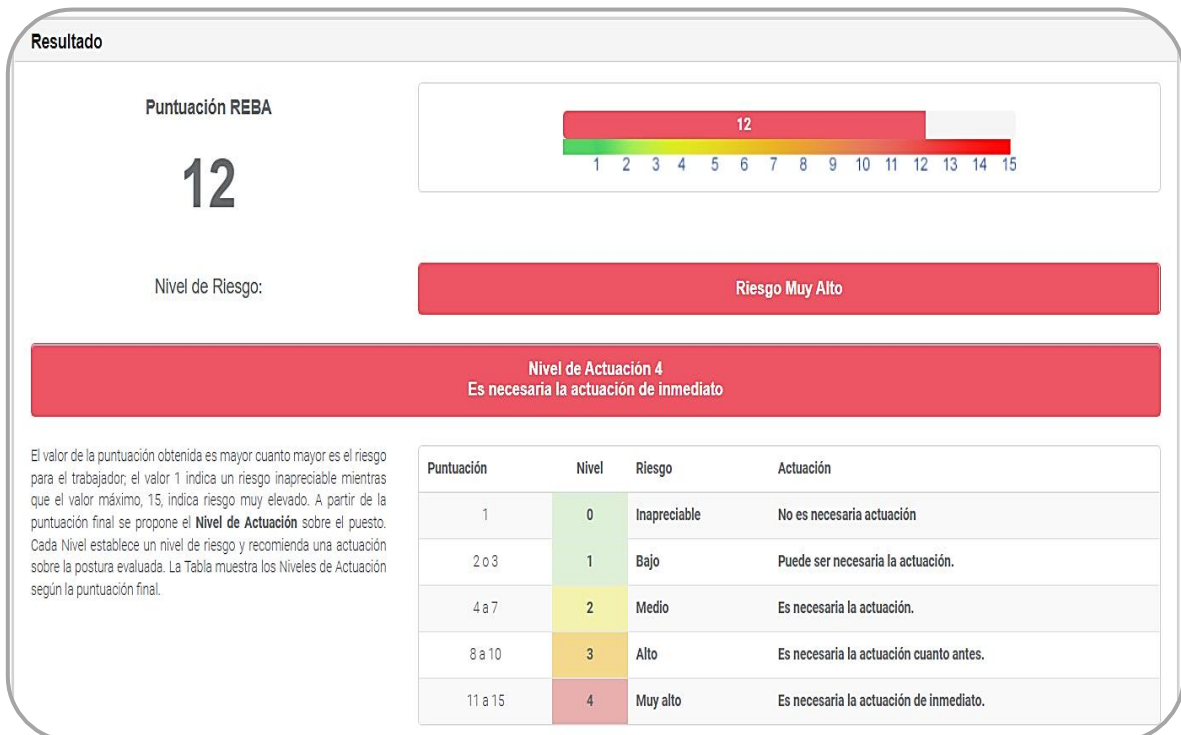 Resultado
Puntuación REBA
12
12
1 2 3 4 5 6 7 8 9 10 11 12 13 14 15
Nivel de Riesgo:
Riesgo Muy Alto
Nivel de Actuación 4
Es necesaria la actuación de inmediato
El valor de la puntuación obtenida es mayor cuanto mayor es el riesgo
para el trabajador; el valor 1 indica un riesgo inapreciable mientras
que el valor máximo, 15, indica riesgo muy elevado. A partir de la
puntuación final se propone el Nivel de Actuación sobre el puesto.
Cada Nivel establece un nivel de riesgo y recomienda una actuación
sobre la postura evaluada. La Tabla muestra los Niveles de Actuación
según la puntuación final.
Puntuación Nivel Riesgo Actuación
1 0 Inapreciable No es necesaria actuación
2 o 3 1 Bajo Puede ser necesaria la actuación.
4 a 7 2 Medio Es necesaria la actuación.
8 a 10 3 Alto Es necesaria la actuación cuanto antes.
11 a 15 4 Muy alto Es necesaria la actuación de inmediato.